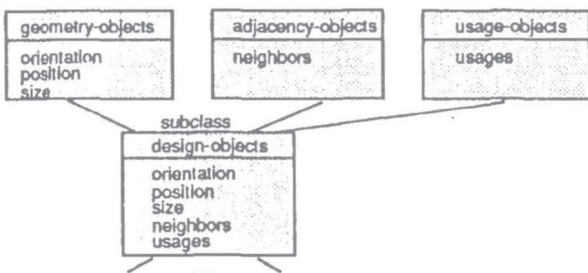 geometry-objects
orientation
position
size
adjacency-objects
neighbors
usage-objects
usages
subclass
design-objects
orientation
position
size
neighbors
usages